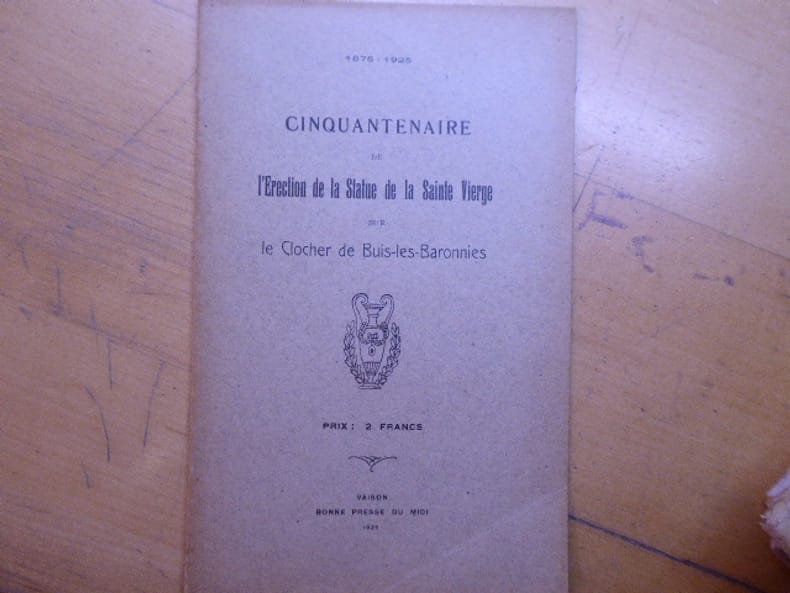 1875-1925
CINQUANTENAIRE
DE
l'Erection de la Statue de la Sainte Vierge
SUR
le Clocher de Buis-les-Baronnies
PRIX : 2 FRANCS
VAISON
BONNE PRESSE DU MIDI
1925